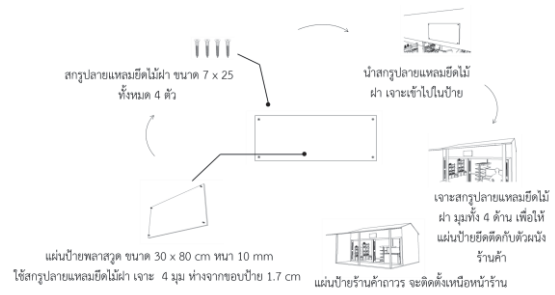 สกรูปลายแหลมยึดไม้ฝา ขนาด 7 x 25
ทั้งหมด 4 ตัว
นำสกรูปลายแหลมยึดไม้
ฝา เจาะเข้าไปในป้าย
เจาะสกรูปลายแหลมยึดไม้
ฝา มุมทั้ง 4 ด้าน เพื่อให้
แผ่นป้ายยึดติดกับตัวผนัง
ร้านค้า
แผ่นป้ายพลาสวูด ขนาด 30 x 80 cm หนา 10 mm
ใช้สกรูปลายแหลมยึดไม้ฝา เจาะ 4 มุม ห่างจากขอบป้าย 1.7 cm
แผ่นป้ายร้านค้าถาวร จะติดตั้งเหนือหน้าร้าน